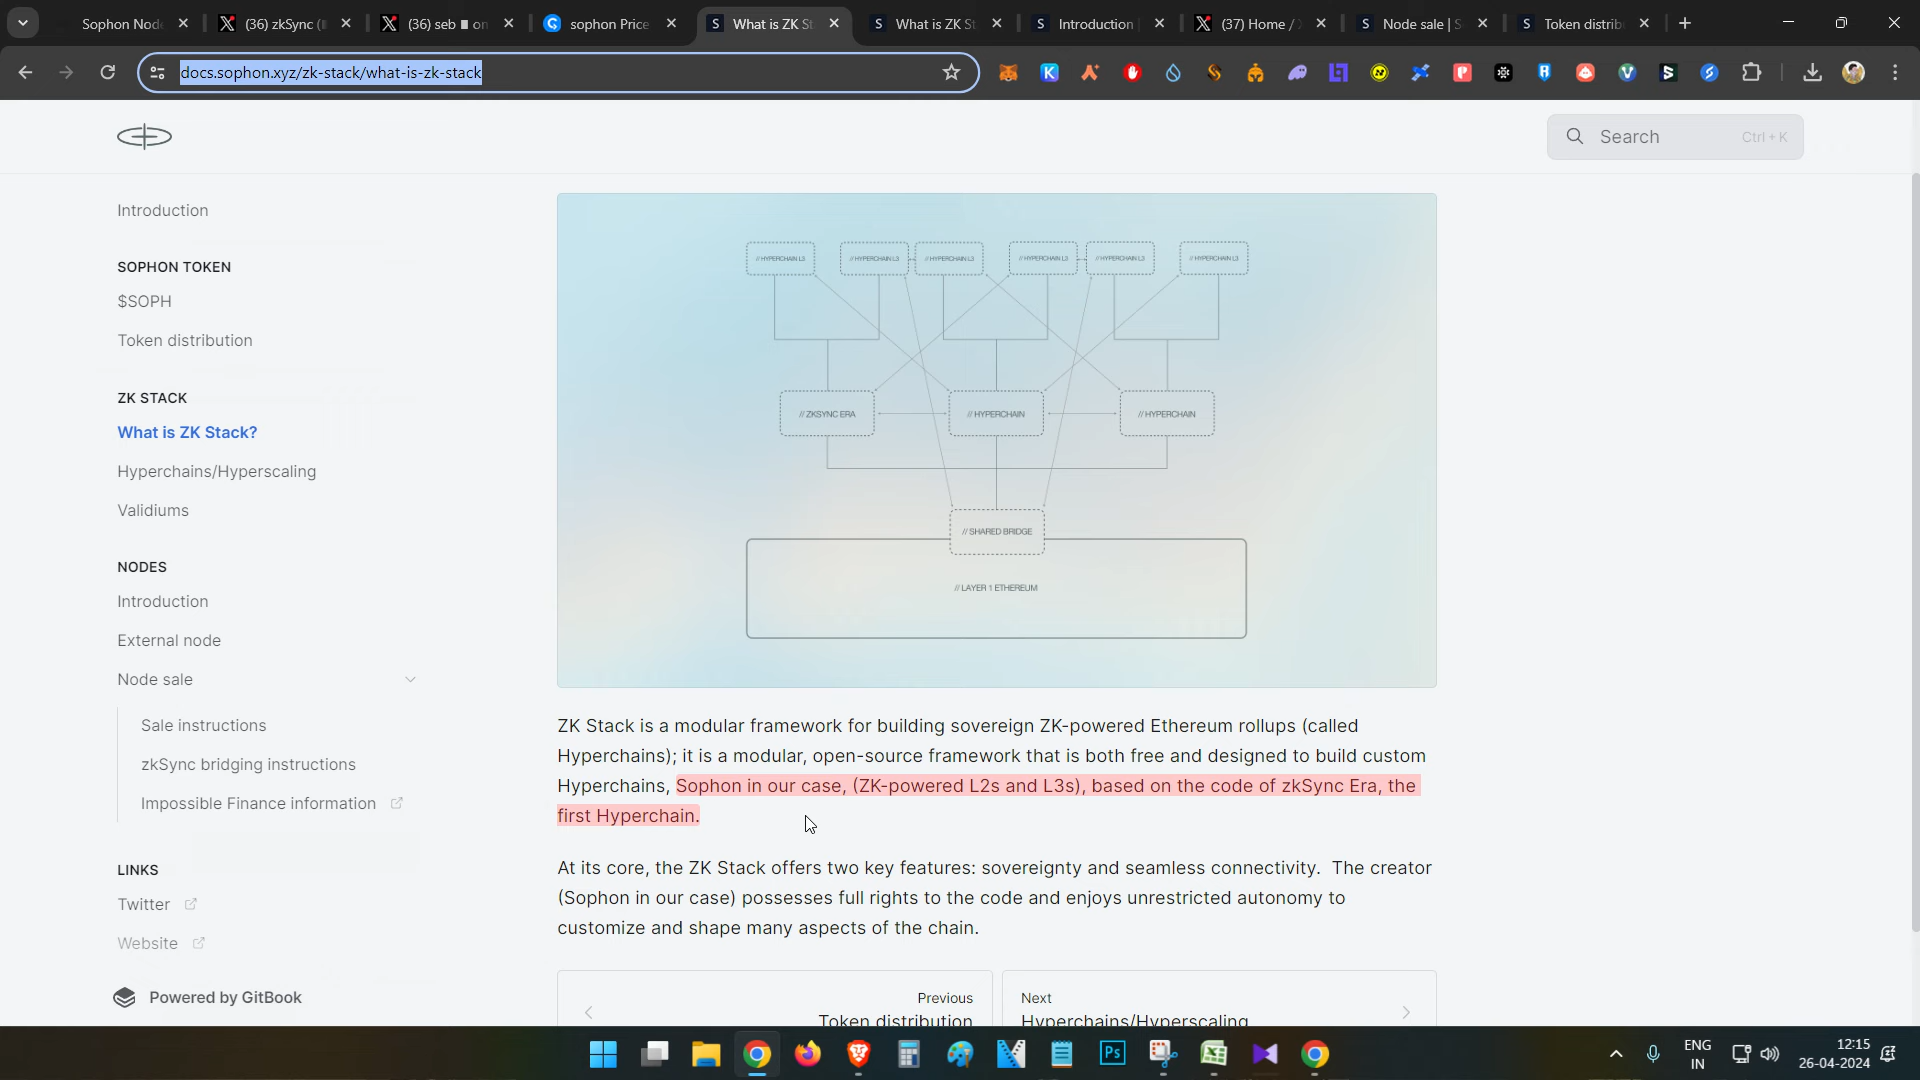 Sophon Node
(36) zkSync (
(36) seb on
sophon Price
What is ZK St
What is ZK St
Introduction |
(37) Home /
Node sale | S
Token distrib
docs.sophon.xyz/zk-stack/what-is-zk-stack
Search
Ctrl + K
Introduction
SOPHON TOKEN
$SOPH
Token distribution
ZK STACK
What is ZK Stack?
Hyperchains/Hyperscaling
Validiums
NODES
Introduction
External node
Node sale
Sale instructions
zkSync bridging instructions
Impossible Finance information
LINKS
Twitter
Website
Powered by GitBook
// HYPERCHAIN L3
// HYPERCHAIN L3
// HYPERCHAIN L3
// HYPERCHAIN L3
// HYPERCHAIN L3
// HYPERCHAIN L3
// ZKSYNC ERA
// HYPERCHAIN
// HYPERCHAIN
// SHARED BRIDGE
// LAYER 1 ETHEREUM
ZK Stack is a modular framework for building sovereign ZK-powered Ethereum rollups (called
Hyperchains); it is a modular, open-source framework that is both free and designed to build custom
Hyperchains, Sophon in our case, (ZK-powered L2s and L3s), based on the code of zkSync Era, the
first Hyperchain.
At its core, the ZK Stack offers two key features: sovereignty and seamless connectivity. The creator
(Sophon in our case) possesses full rights to the code and enjoys unrestricted autonomy to
customize and shape many aspects of the chain.
Previous
Token distribution
Next
Hyperchains/Hyperscaling
Ps
ENG
IN
12:15
26-04-2024